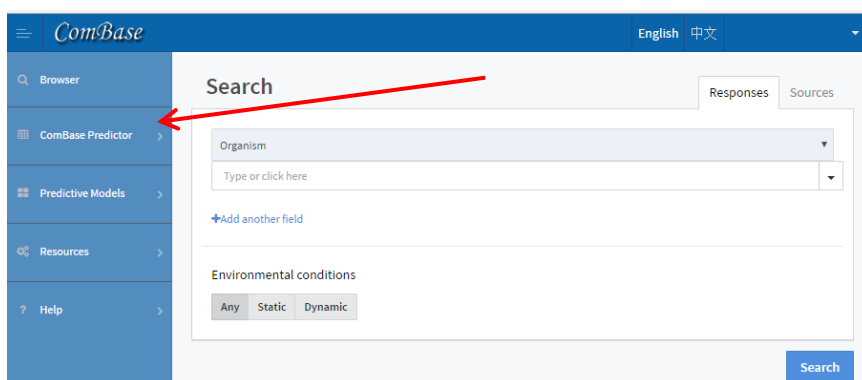 ComBase
English 中文
Browser
ComBase Predictor
Predictive Models
Resources
? Help
Search
Responses Sources
Organism
Type or click here
+Add another field
Environmental conditions
Any Static Dynamic
Search